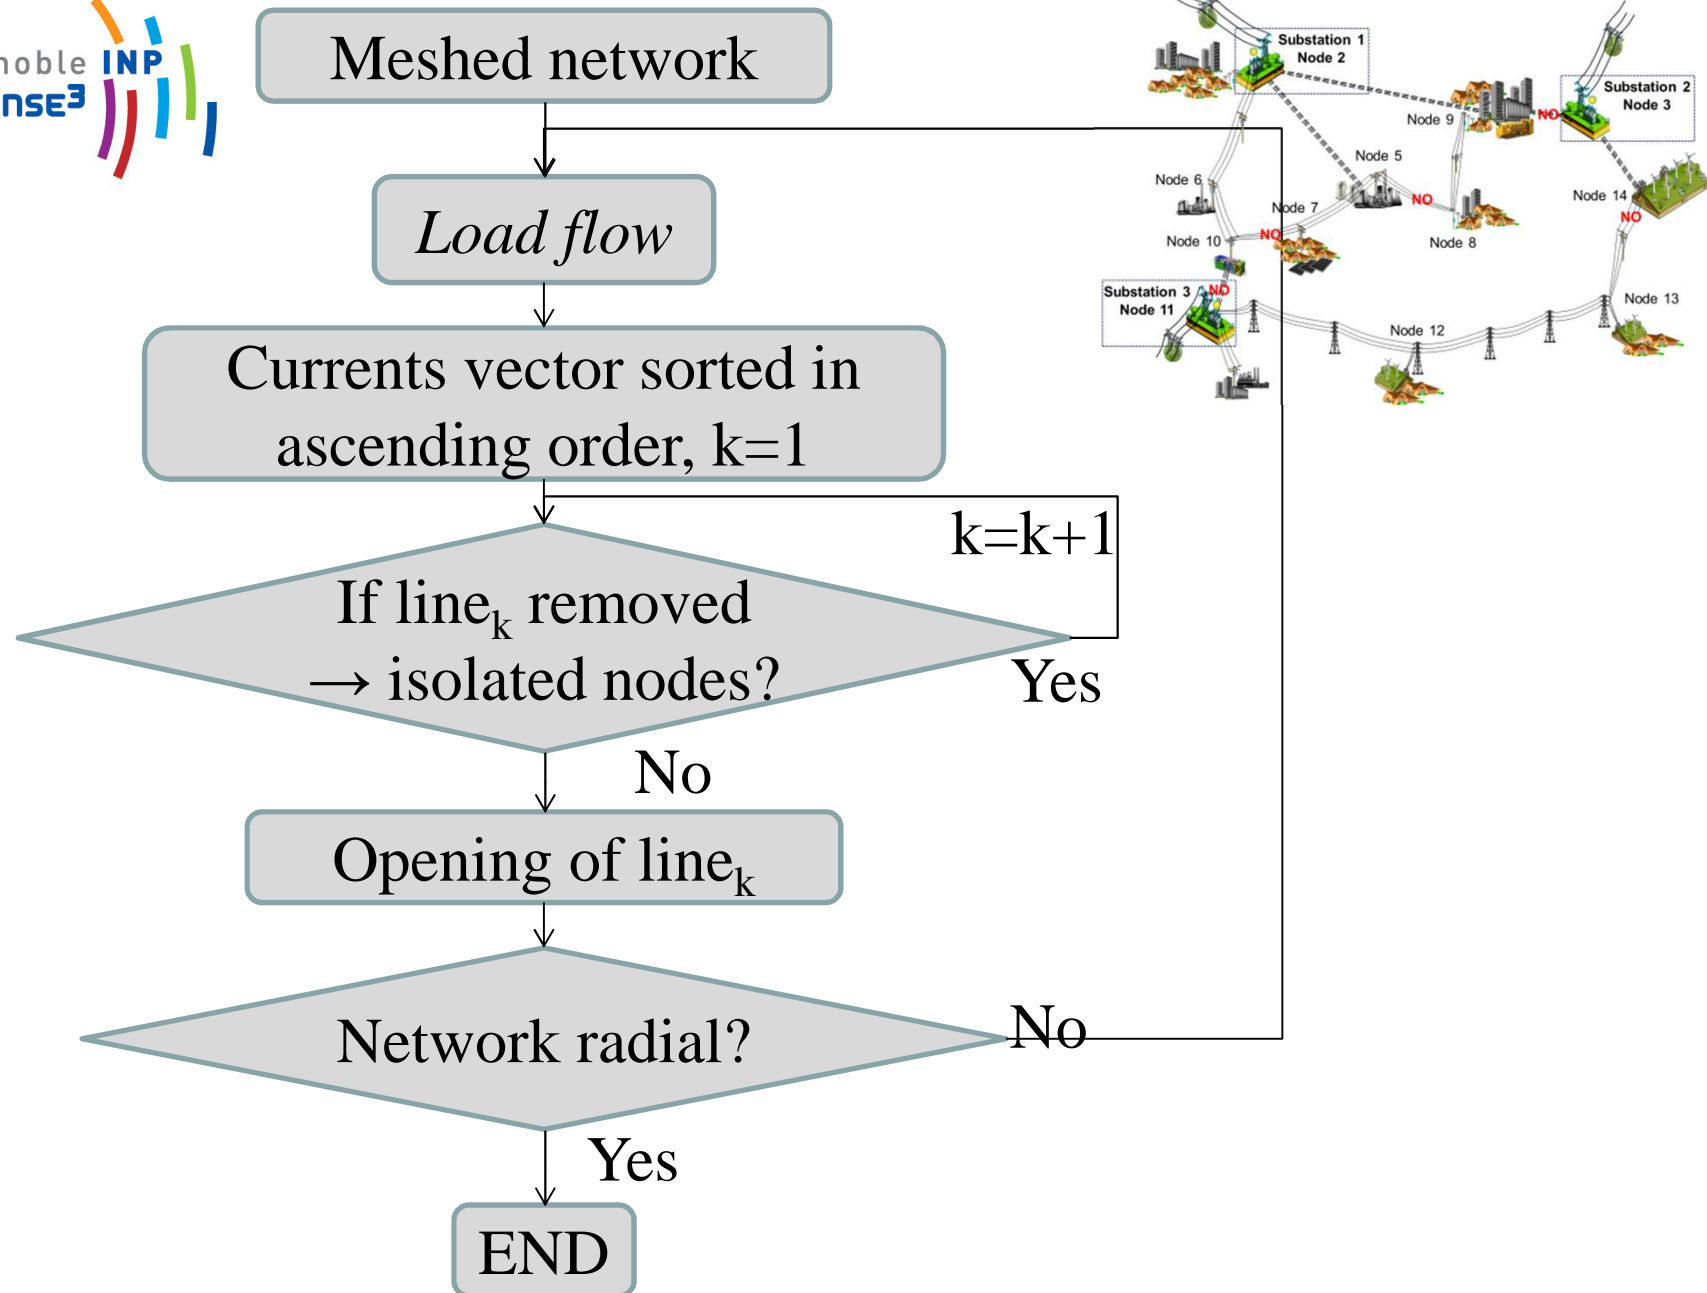 noble INP
nse3
Meshed network
Load flow
Currents vector sorted in
ascending order, k=1
k=k+1
If linek removed
→ isolated nodes?
Yes
No
Opening of linek
Network radial?
No
Yes
END
Substation 1
Node 2
Substation 2
Node 3
Node 9
NO
Node 5
Node 6
Node 14
NO
NO
Node 7
Node 10
NO
Node 8
Substation 3
Node 11
NO
Node 13
Node 12